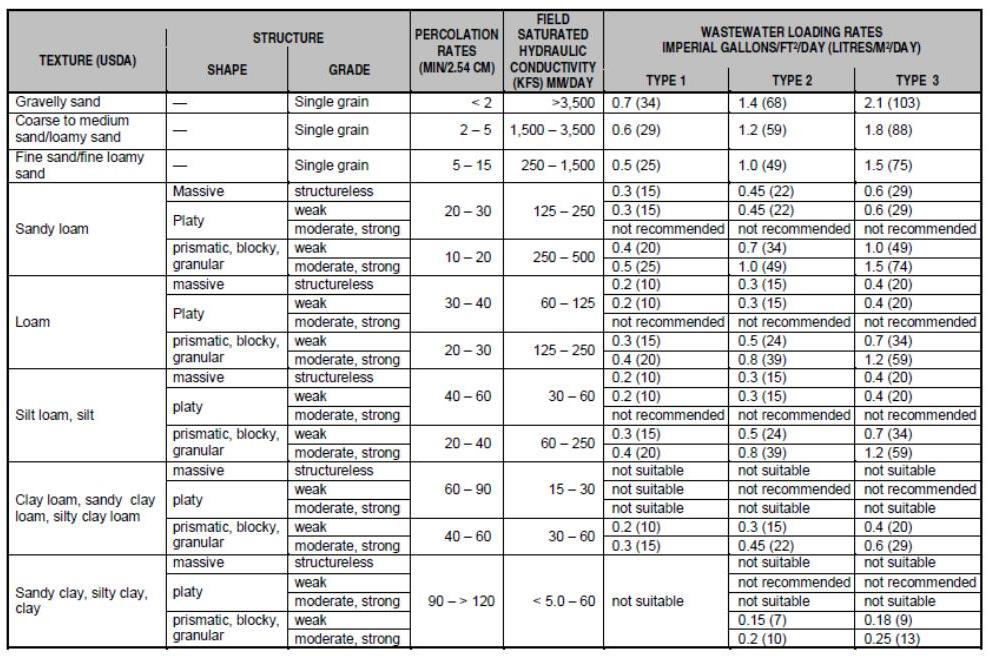 TEXTURE (USDA) STRUCTURE PERCOLATION RATES (MIN/2.54 CM) FIELD SATURATED HYDRAULIC CONDUCTIVITY (KFS) MM/DAY WASTEWATER LOADING RATES IMPERIAL GALLONS/FT²/DAY (LITRES/M²/DAY)
SHAPE GRADE TYPE 1 TYPE 2 TYPE 3
Gravelly sand — Single grain < 2 >3,500 0.7 (34) 1.4 (68) 2.1 (103)
Coarse to medium sand/loamy sand — Single grain 2 – 5 1,500 – 3,500 0.6 (29) 1.2 (59) 1.8 (88)
Fine sand/fine loamy sand — Single grain 5 – 15 250 – 1,500 0.5 (25) 1.0 (49) 1.5 (75)
Sandy loam Massive structureless 20 – 30 125 – 250 0.3 (15) 0.45 (22) 0.6 (29)
Platy weak 0.3 (15) 0.45 (22) 0.6 (29)
moderate, strong not recommended not recommended not recommended
prismatic, blocky, granular weak 10 – 20 250 – 500 0.4 (20) 0.7 (34) 1.0 (49)
moderate, strong 0.5 (25) 1.0 (49) 1.5 (74)
Loam massive structureless 30 – 40 60 – 125 0.2 (10) 0.3 (15) 0.4 (20)
Platy weak 0.2 (10) 0.3 (15) 0.4 (20)
moderate, strong not recommended not recommended not recommended
prismatic, blocky, granular weak 20 – 30 125 – 250 0.3 (15) 0.5 (24) 0.7 (34)
moderate, strong 0.4 (20) 0.8 (39) 1.2 (59)
Silt loam, silt massive structureless 40 – 60 30 – 60 0.2 (10) 0.3 (15) 0.4 (20)
platy weak 0.2 (10) 0.3 (15) 0.4 (20)
moderate, strong not recommended not recommended not recommended
prismatic, blocky, granular weak 20 – 40 60 – 250 0.3 (15) 0.5 (24) 0.7 (34)
moderate, strong 0.4 (20) 0.8 (39) 1.2 (59)
Clay loam, sandy clay loam, silty clay loam massive structureless 60 – 90 15 – 30 not suitable not suitable not suitable
platy weak not suitable not recommended not recommended
moderate, strong not suitable not suitable not suitable
prismatic, blocky, granular weak 40 – 60 30 – 60 0.2 (10) 0.3 (15) 0.4 (20)
moderate, strong 0.3 (15) 0.45 (22) 0.6 (29)
Sandy clay, silty clay, clay massive structureless 90 – > 120 < 5.0 – 60 not suitable not suitable not suitable
platy weak not recommended not recommended
moderate, strong not suitable not suitable
prismatic, blocky, granular weak 0.15 (7) 0.18 (9)
moderate, strong 0.2 (10) 0.25 (13)